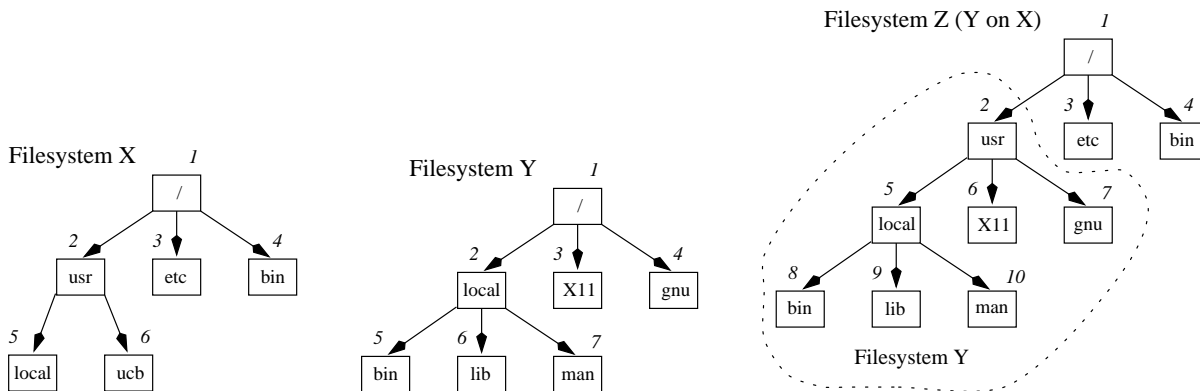 Filesystem X
1
/
2 3 4
usr etc bin
5 6
local ucb
Filesystem Y
1
/
2 3 4
local X11 gnu
5 6 7
bin lib man
Filesystem Z (Y on X)
1
/
2 3 4
usr etc bin
5 6 7
local X11 gnu
8 9 10
bin lib man
Filesystem Y